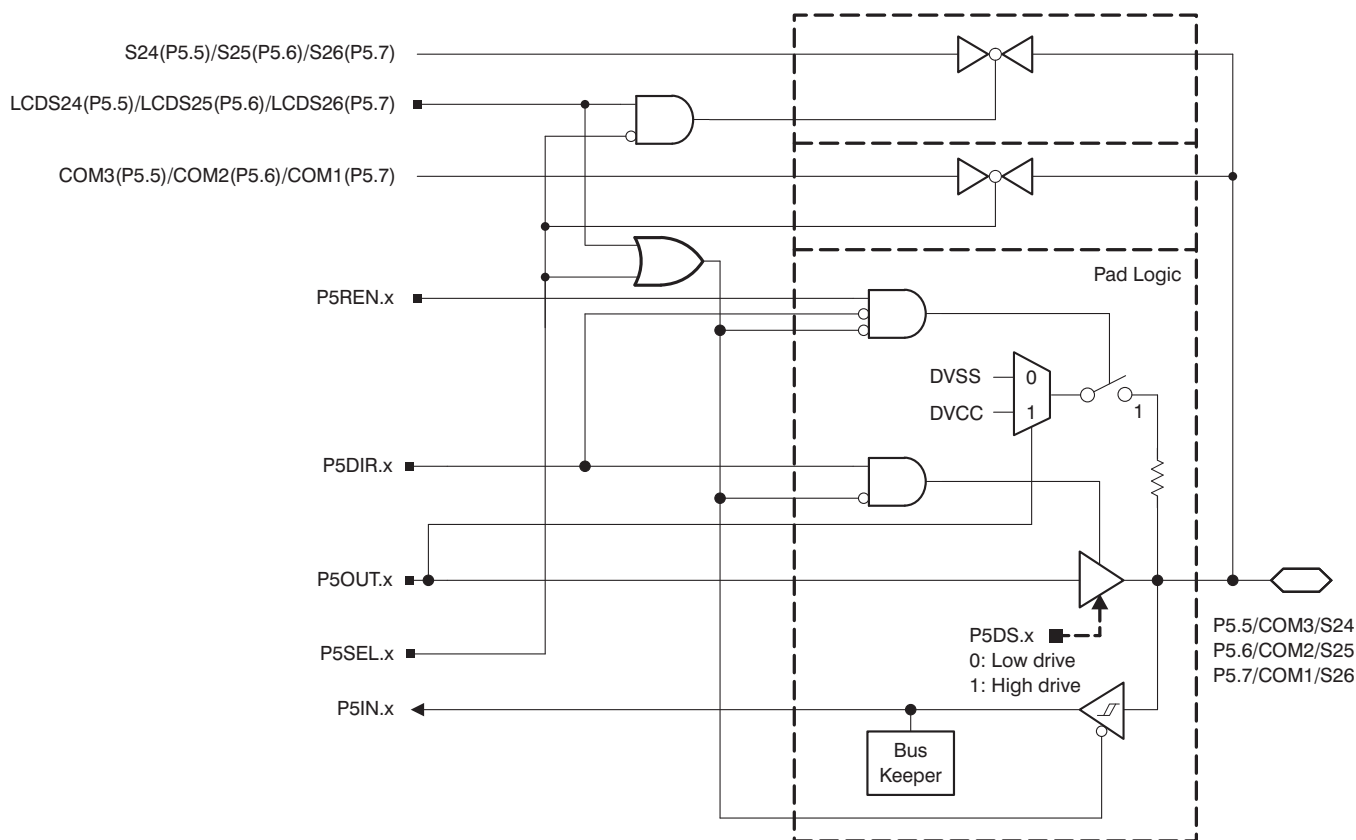 S24(P5.5)/S25(P5.6)/S26(P5.7)
LCDS24(P5.5)/LCDS25(P5.6)/LCDS26(P5.7)
COM3(P5.5)/COM2(P5.6)/COM1(P5.7)
Pad Logic
P5REN.x
DVSS
0
DVCC
1
1
P5DIR.x
P5OUT.x
P5DS.x
0: Low drive
1: High drive
P5.5/COM3/S24
P5.6/COM2/S25
P5.7/COM1/S26
P5SEL.x
P5IN.x
Bus
Keeper